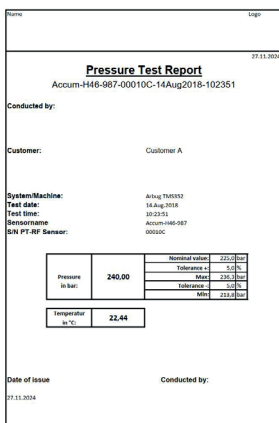 Name Logo
27.11.2024
Pressure Test Report
Accum-H46-987-00010C-14Aug2018-102351
Conducted by:
Customer: Customer A
System/Machine: Arbug TMS352
Test date: 14.Aug.2018
Test time: 10:23:51
Sensorname Accum-H46-987
S/N PT-RF Sensor: 00010C
Nominal value: 225,0 bar
Tolerance +: 5,0 %
Pressure in bar: 240,00 Max: 236,3 bar
Tolerance -: 5,0 %
Min: 213,8 bar
Temperatur in °C: 22,44
Date of issue Conducted by:
27.11.2024